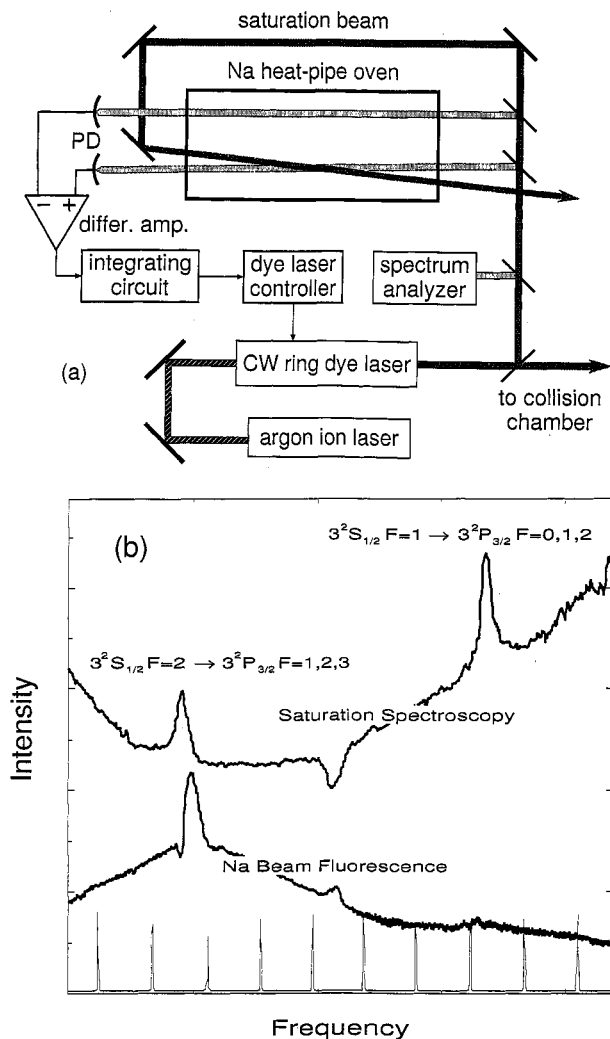 saturation beam
Na heat-pipe oven
PD
− +
differ. amp.
integrating
circuit
dye laser
controller
spectrum
analyzer
(a)
CW ring dye laser
to collision
chamber
argon ion laser
(b)
3²S₁/₂ F=1 → 3²P₃/₂ F=0,1,2
3²S₁/₂ F=2 → 3²P₃/₂ F=1,2,3
Saturation Spectroscopy
Intensity
Na Beam Fluorescence
Frequency